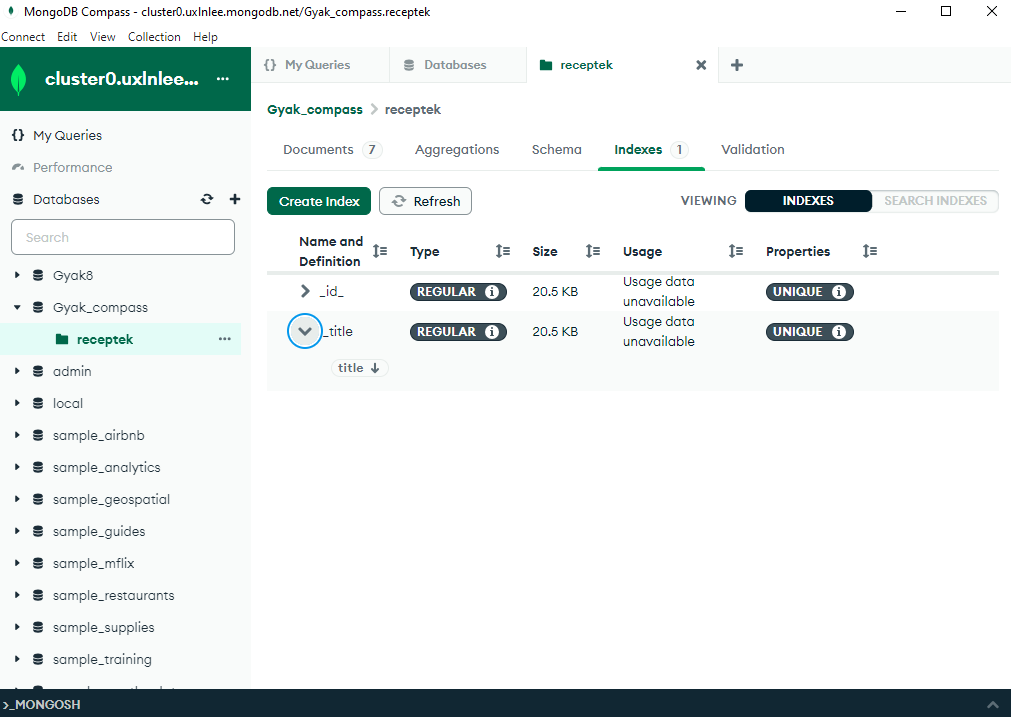 MongoDB Compass - cluster0.uxlnlee.mongodb.net/Gyak_compass.receptek
Connect Edit View Collection Help
cluster0.uxlnlee... ...
{} My Queries
Performance
Databases
Search
Gyak8
Gyak_compass
receptek ...
admin
local
sample_airbnb
sample_analytics
sample_geospatial
sample_guides
sample_mflix
sample_restaurants
sample_supplies
sample_training
{} My Queries Databases receptek
Gyak_compass > receptek
Documents 7 Aggregations Schema Indexes 1 Validation
Create Index Refresh VIEWING INDEXES SEARCH INDEXES
Name and Definition Type Size Usage Properties
_id_ REGULAR 20.5 KB Usage data unavailable UNIQUE
_title REGULAR 20.5 KB Usage data unavailable UNIQUE
title ↓
>_MONGOSH